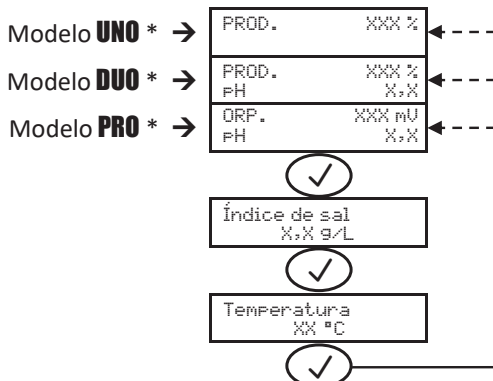 Modelo UNO * → PROD. XXX %
Modelo DUO * → PROD. XXX %
pH X,X
Modelo PRO * → ORP. XXX mV
pH X,X
Índice de sal
X,X g/L
Temperatura
XX °C